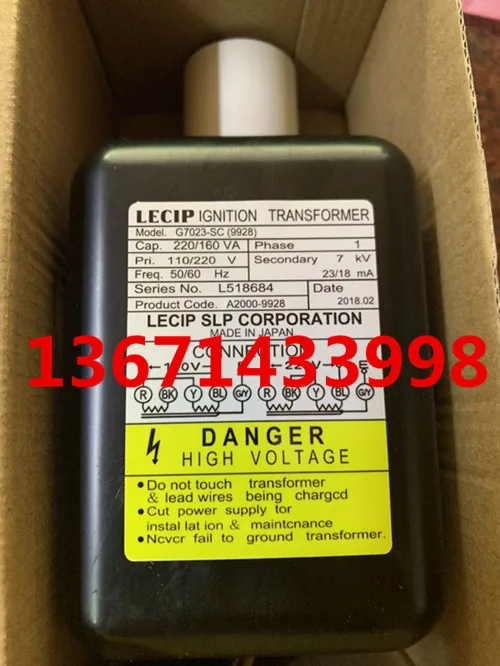 LECIP IGNITION TRANSFORMER
Model. G7023-SC (9928)
Cap. 220/160 VA Phase 1
Pri. 110/220 V Secondary 7 kV
Freq. 50/60 Hz 23/18 mA
Series No. L518684 Date
Product Code. A2000-9928 2018.02
LECIP SLP CORPORATION
MADE IN JAPAN
CONNECTION
13671433998
R BK Y BL G/Y R BK Y BL G/Y
DANGER
HIGH VOLTAGE
•Do not touch transformer
& lead wires being chargcd
•Cut power supply tor
instal lat ion & maintcnance
•Ncvcr fail to ground transformer.